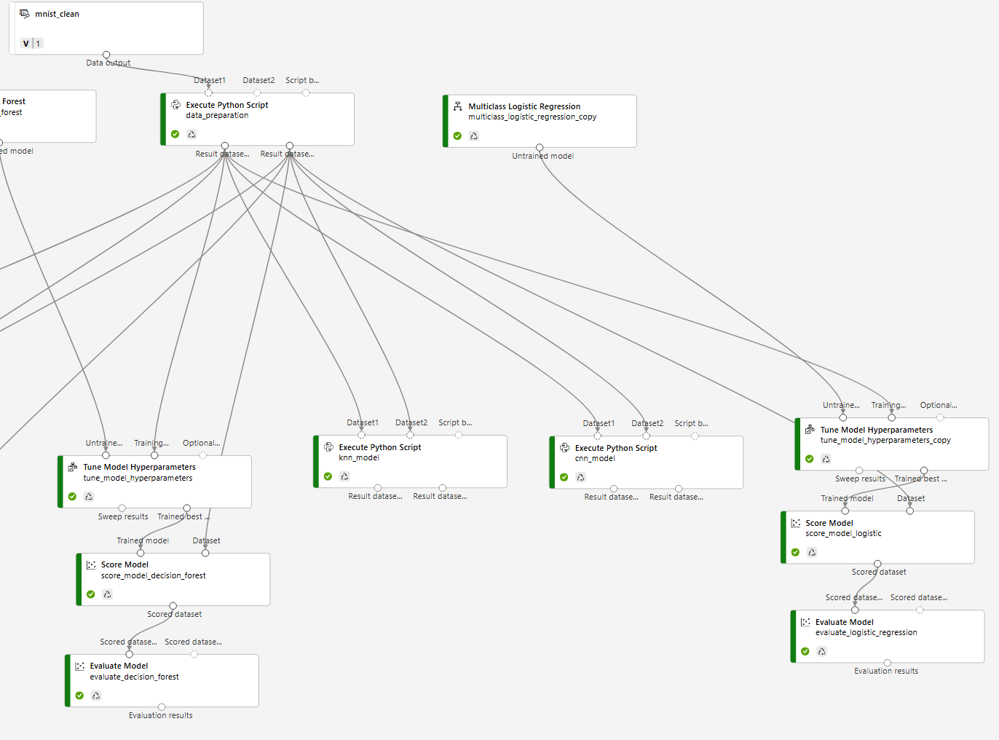 mnist_clean
V 1
Data output
Dataset1 Dataset2 Script b...
Forest
forest
ed model
Execute Python Script
data_preparation
Result datase... Result datase...
Multiclass Logistic Regression
multiclass_logistic_regression_copy
Untrained model
Untraine... Training... Optional...
Tune Model Hyperparameters
tune_model_hyperparameters
Sweep results Trained best ...
Trained model Dataset
Score Model
score_model_decision_forest
Scored dataset
Scored datase... Scored datase...
Evaluate Model
evaluate_decision_forest
Evaluation results
Dataset1 Dataset2 Script b...
Execute Python Script
knn_model
Result datase... Result datase...
Dataset1 Dataset2 Script b...
Execute Python Script
cnn_model
Result datase... Result datase...
Untraine... Training... Optional...
Tune Model Hyperparameters
tune_model_hyperparameters_copy
Sweep results Trained best ...
Trained model Dataset
Score Model
score_model_logistic
Scored dataset
Scored datase... Scored datase...
Evaluate Model
evaluate_logistic_regression
Evaluation results